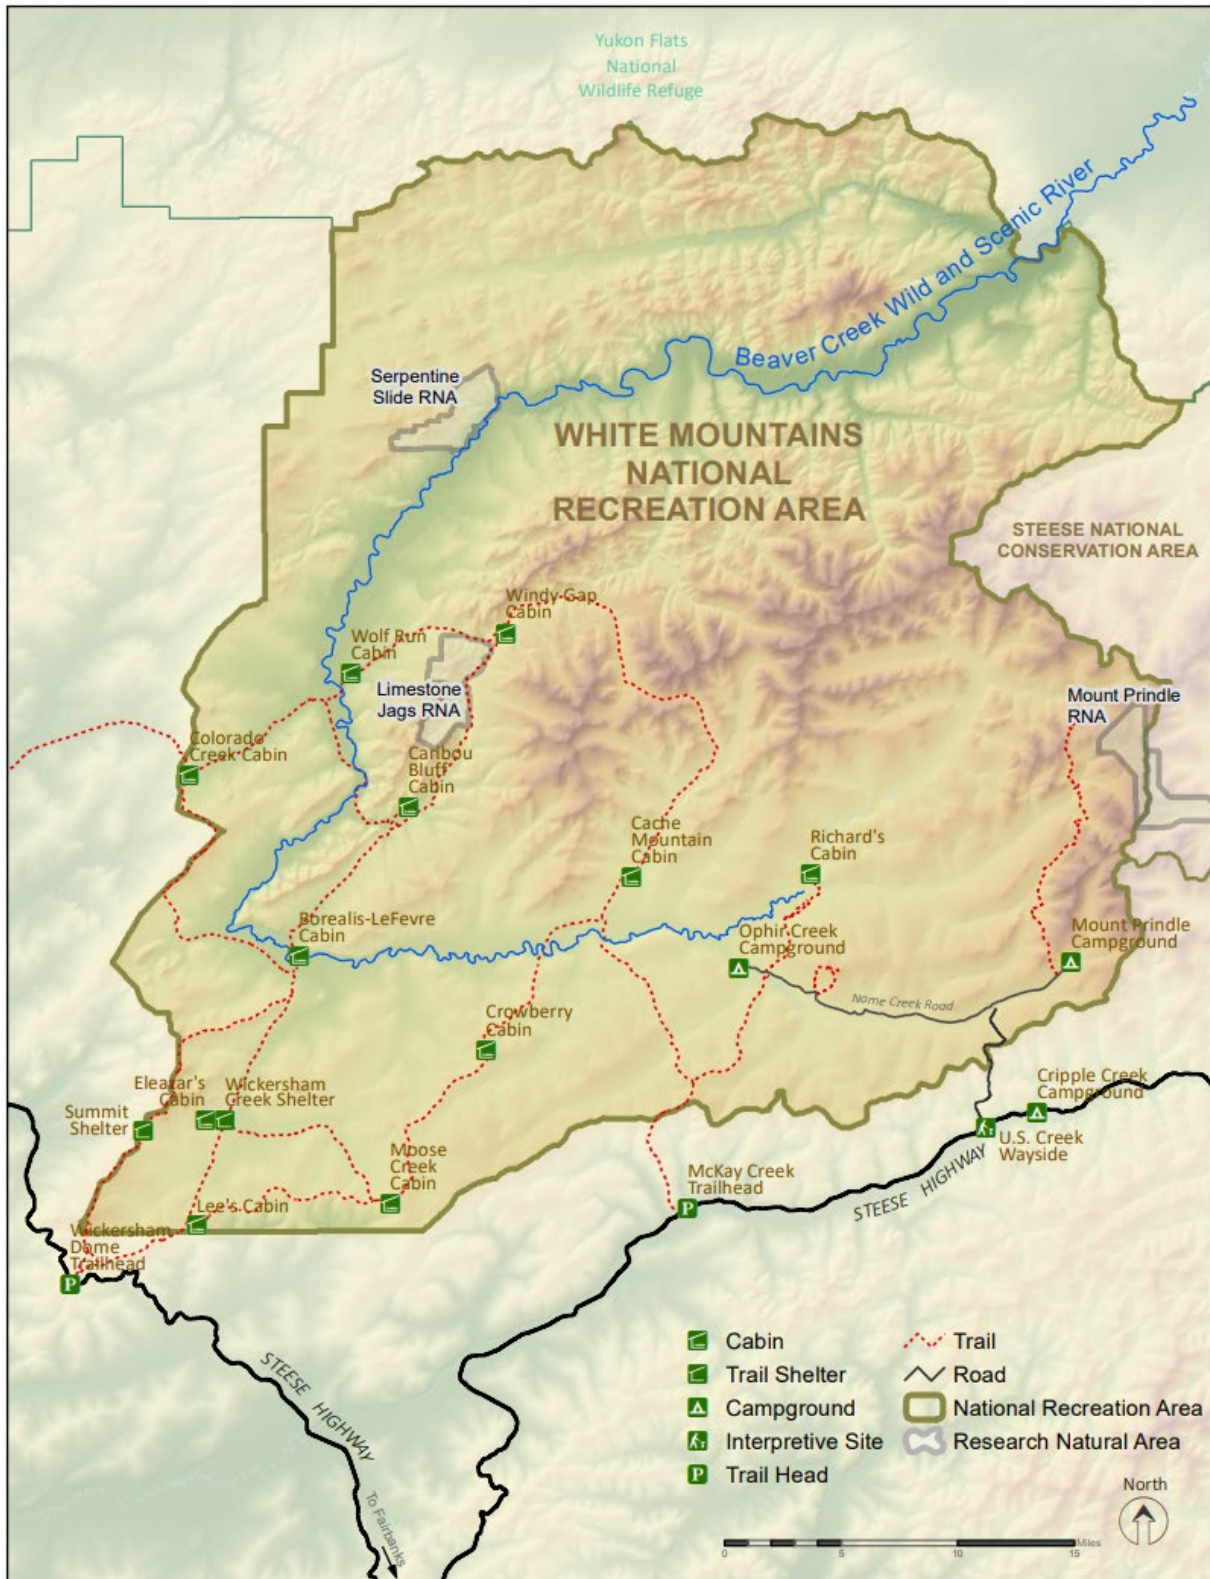 Yukon Flats
National
Wildlife Refuge
Beaver Creek Wild and Scenic River
Serpentine
Slide RNA
WHITE MOUNTAINS
NATIONAL
RECREATION AREA
STEESE NATIONAL
CONSERVATION AREA
Windy Gap
Cabin
Wolf Run
Cabin
Limestone
Jags RNA
Mount Prindle
RNA
Colorado
Creek Cabin
Caribou
Bluff
Cabin
Cache
Mountain
Cabin
Richard's
Cabin
Borealis-LeFevre
Cabin
Ophir Creek
Campground
Mount Prindle
Campground
Nome Creek Road
Crowberry
Cabin
Eleazar's
Cabin
Wickersham
Creek Shelter
Summit
Shelter
Cripple Creek
Campground
U.S. Creek
Wayside
Moose
Creek
Cabin
McKay Creek
Trailhead
STEESE HIGHWAY
Lee's Cabin
Wickersham
Dome
Trailhead
P
P
STEESE HIGHWAY
To Fairbanks
Cabin
Trail Shelter
Campground
Interpretive Site
P Trail Head
Trail
Road
National Recreation Area
Research Natural Area
North
Miles
0 5 10 15